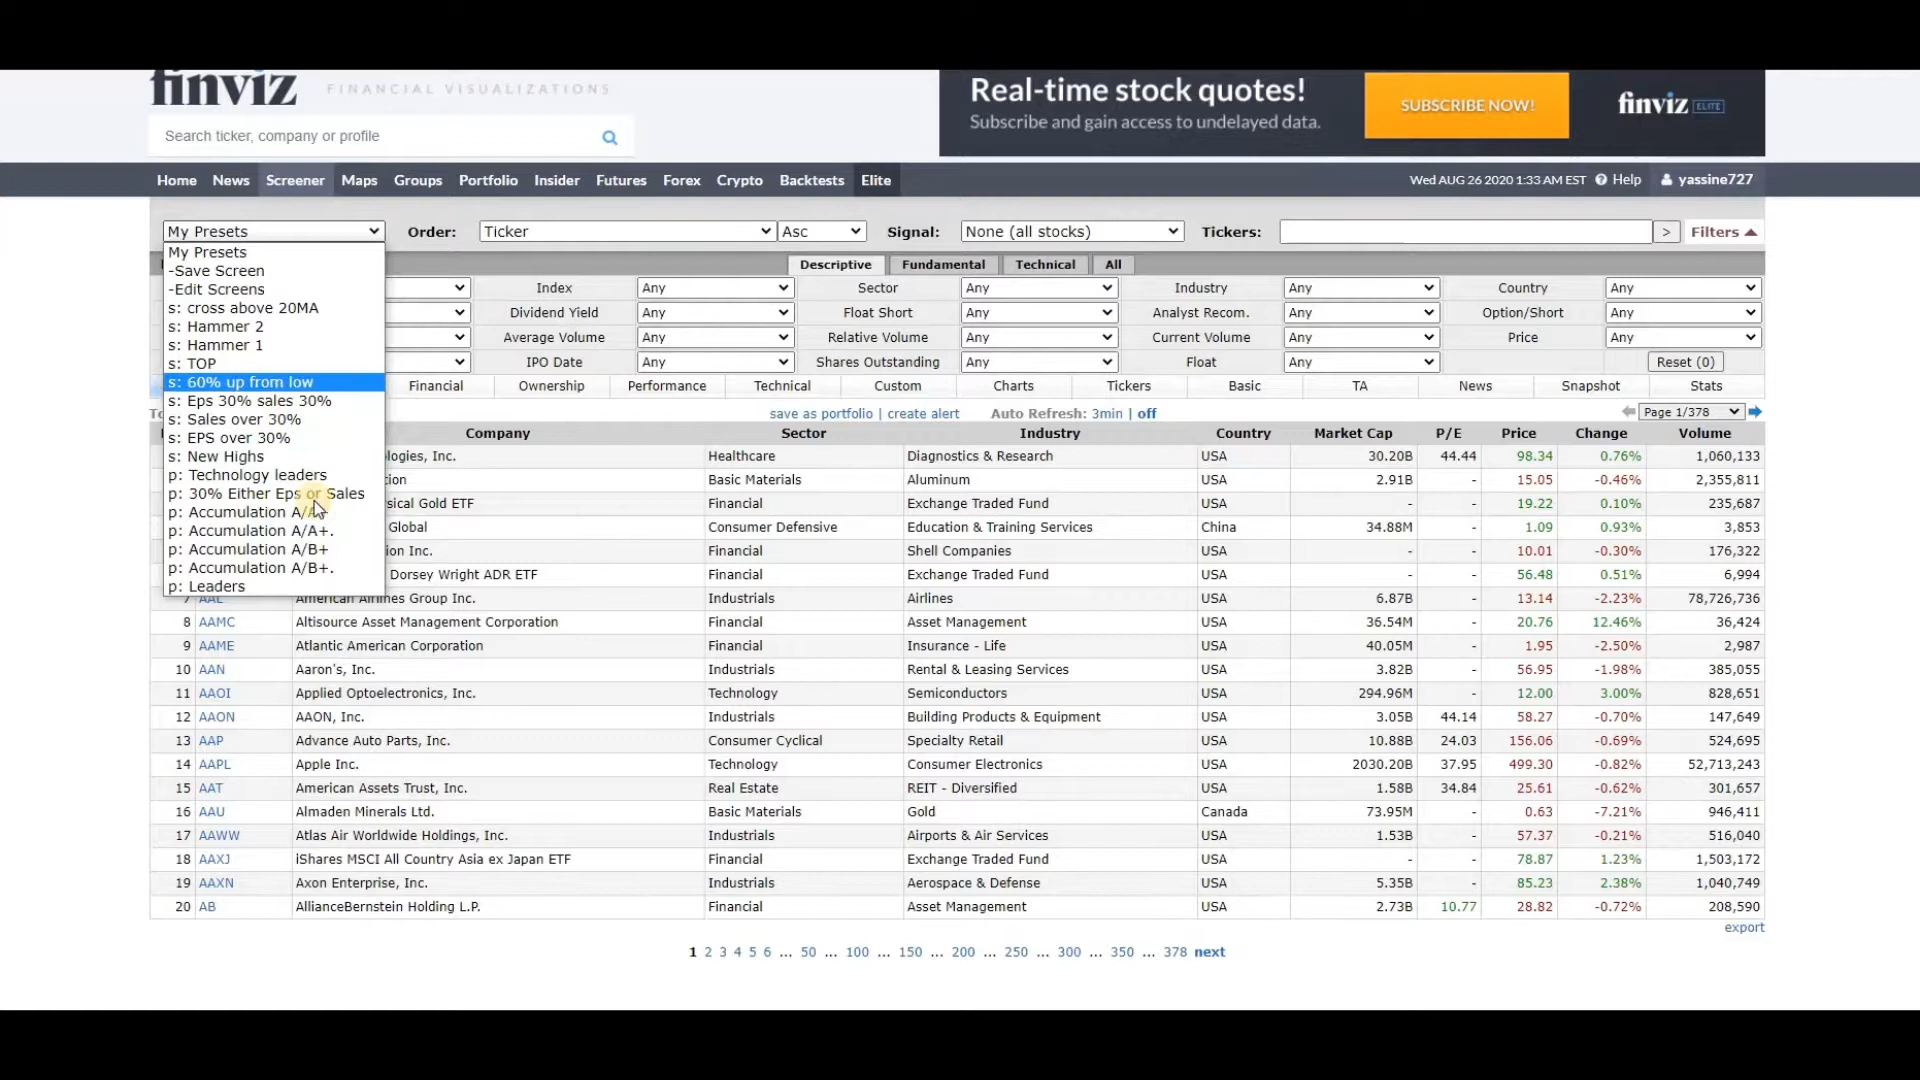 finviz FINANCIAL VISUALIZATIONS
Real-time stock quotes!
Subscribe and gain access to undelayed data.
SUBSCRIBE NOW!
finviz ELITE
Search ticker, company or profile
Home News Screener Maps Groups Portfolio Insider Futures Forex Crypto Backtests Elite
Wed AUG 26 2020 1:33 AM EST Help yassine727
My Presets Order: Ticker Asc Signal: None (all stocks) Tickers: > Filters
My Presets
-Save Screen
-Edit Screens
s: cross above 20MA
s: Hammer 2
s: Hammer 1
s: TOP
s: 60% up from low
s: Eps 30% sales 30%
s: Sales over 30%
s: EPS over 30%
s: New Highs
p: Technology leaders
p: 30% Either Eps or Sales
p: Accumulation
p: Accumulation A/A+.
p: Accumulation A/B+
p: Accumulation A/B+.
p: Leaders
Descriptive Fundamental Technical All
Index Any Sector Any Industry Any Country Any
Dividend Yield Any Float Short Any Analyst Recom. Any Option/Short Any
Average Volume Any Relative Volume Any Current Volume Any Price Any
IPO Date Any Shares Outstanding Any Float Any Reset (0)
Financial Ownership Performance Technical Custom Charts Tickers Basic TA News Snapshot Stats
save as portfolio | create alert Auto Refresh: 3min | off Page 1/378
Company Sector Industry Country Market Cap P/E Price Change Volume
logies, Inc. Healthcare Diagnostics & Research USA 30.20B 44.44 98.34 0.76% 1,060,133
tion Basic Materials Aluminum USA 2.91B - 15.05 -0.46% 2,355,811
sical Gold ETF Financial Exchange Traded Fund USA - - 19.22 0.10% 235,687
Global Consumer Defensive Education & Training Services China 34.88M - 1.09 0.93% 3,853
ion Inc. Financial Shell Companies USA - - 10.01 -0.30% 176,322
Dorsey Wright ADR ETF Financial Exchange Traded Fund USA - - 56.48 0.51% 6,994
7 AAL American Airlines Group Inc. Industrials Airlines USA 6.87B - 13.14 -2.23% 78,726,736
8 AAMC Altisource Asset Management Corporation Financial Asset Management USA 36.54M - 20.76 12.46% 36,424
9 AAME Atlantic American Corporation Financial Insurance - Life USA 40.05M - 1.95 -2.50% 2,987
10 AAN Aaron's, Inc. Industrials Rental & Leasing Services USA 3.82B - 56.95 -1.98% 385,055
11 AAOI Applied Optoelectronics, Inc. Technology Semiconductors USA 294.96M - 12.00 3.00% 828,651
12 AAON AAON, Inc. Industrials Building Products & Equipment USA 3.05B 44.14 58.27 -0.70% 147,649
13 AAP Advance Auto Parts, Inc. Consumer Cyclical Specialty Retail USA 10.88B 24.03 156.06 -0.69% 524,695
14 AAPL Apple Inc. Technology Consumer Electronics USA 2030.20B 37.95 499.30 -0.82% 52,713,243
15 AAT American Assets Trust, Inc. Real Estate REIT - Diversified USA 1.58B 34.84 25.61 -0.62% 301,657
16 AAU Almaden Minerals Ltd. Basic Materials Gold Canada 73.95M - 0.63 -7.21% 946,411
17 AAWW Atlas Air Worldwide Holdings, Inc. Industrials Airports & Air Services USA 1.53B - 57.37 -0.21% 516,040
18 AAXJ iShares MSCI All Country Asia ex Japan ETF Financial Exchange Traded Fund USA - - 78.87 1.23% 1,503,172
19 AAXN Axon Enterprise, Inc. Industrials Aerospace & Defense USA 5.35B - 85.23 2.38% 1,040,749
20 AB AllianceBernstein Holding L.P. Financial Asset Management USA 2.73B 10.77 28.82 -0.72% 208,590
export
1 2 3 4 5 6 ... 50 ... 100 ... 150 ... 200 ... 250 ... 300 ... 350 ... 378 next